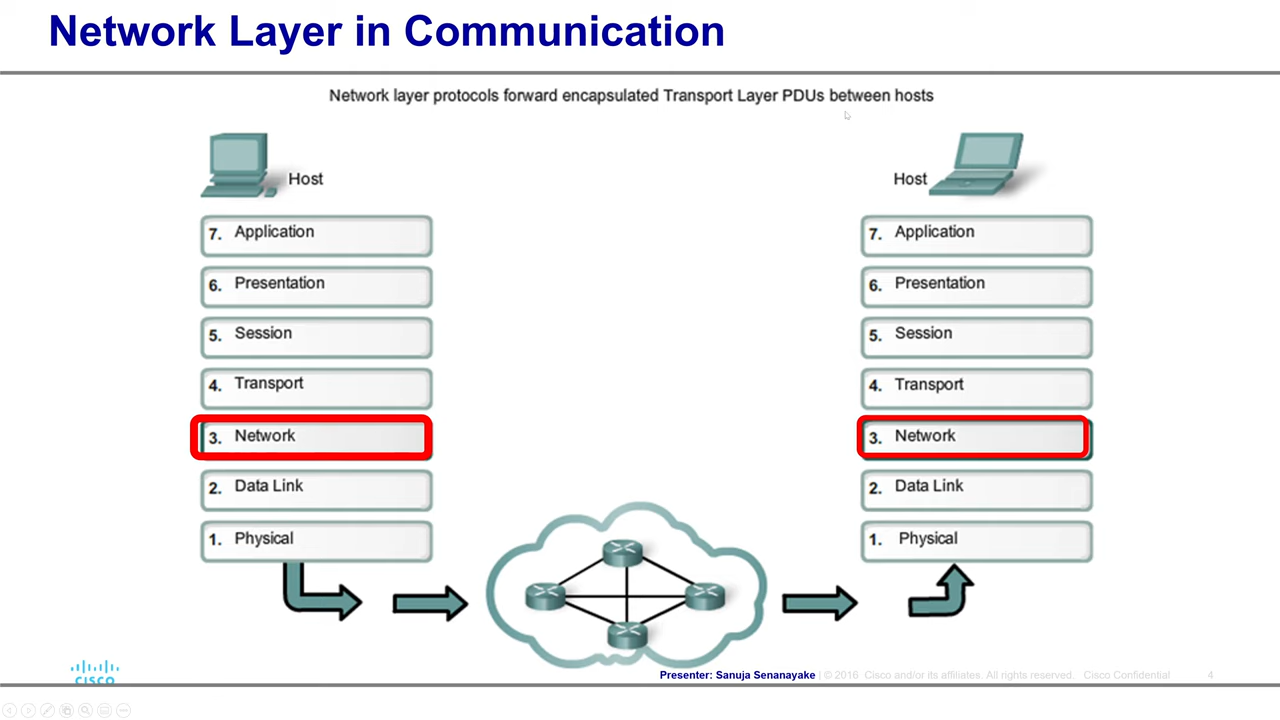 Network Layer in Communication
Network layer protocols forward encapsulated Transport Layer PDUs between hosts
Host
7. Application
6. Presentation
5. Session
4. Transport
3. Network
2. Data Link
1. Physical
Host
7. Application
6. Presentation
5. Session
4. Transport
3. Network
2. Data Link
1. Physical
CISCO
Presenter: Sanuja Senanayake | © 2016 Cisco and/or its affiliates. All rights reserved. Cisco Confidential 4